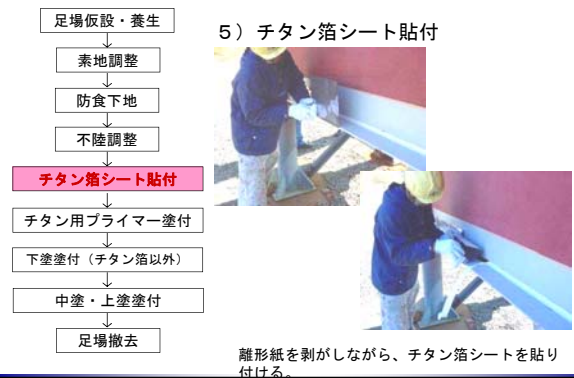 足場仮設・養生
素地調整
防食下地
不陸調整
チタン箔シート貼付
チタン用プライマー塗付
下塗塗付（チタン箔以外）
中塗・上塗塗付
足場撤去
５）チタン箔シート貼付
離形紙を剥がしながら、チタン箔シートを貼り
付ける。